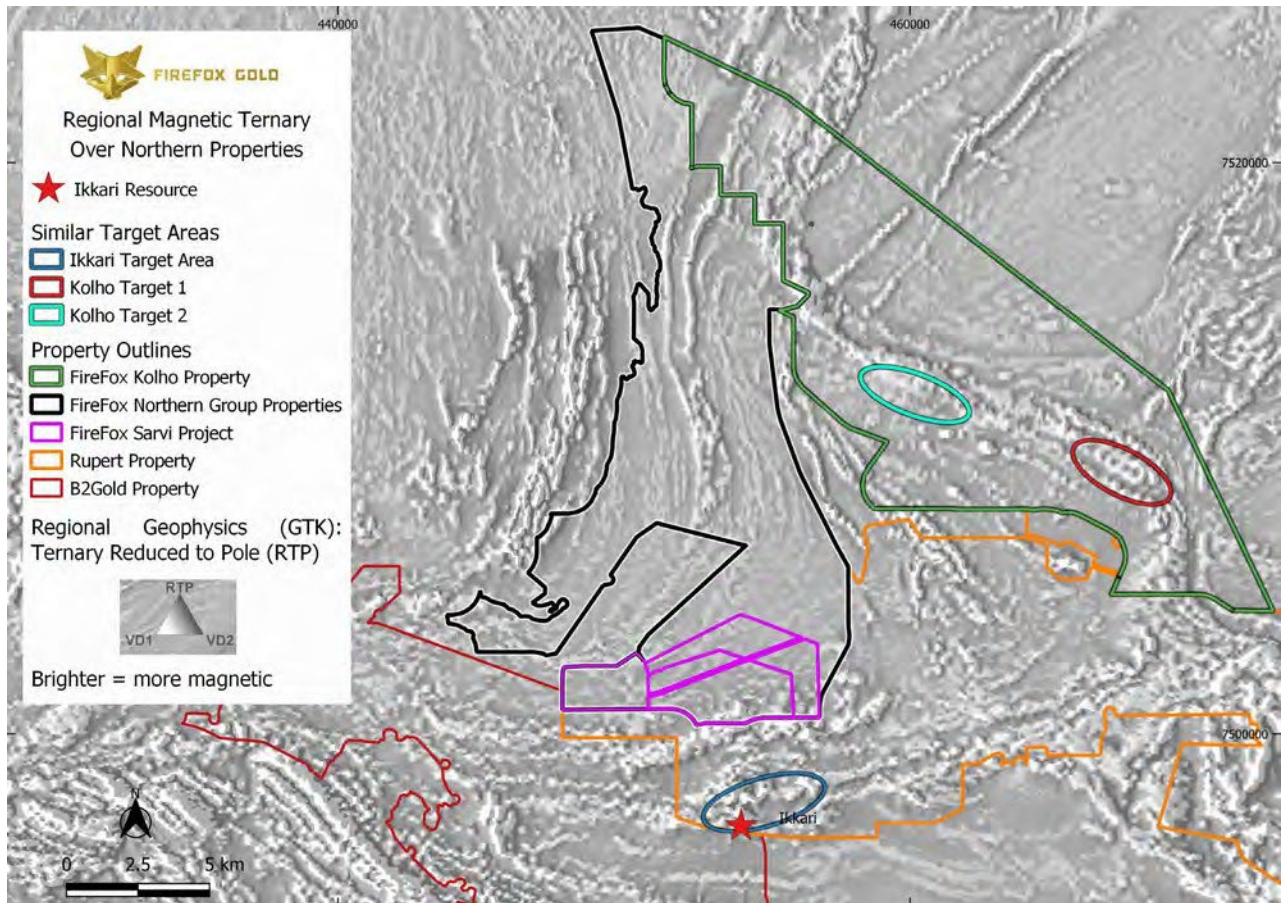 440000
460000
FIREFOX GOLD
Regional Magnetic Ternary
Over Northern Properties
Ikkari Resource
Similar Target Areas
Ikkari Target Area
Kolho Target 1
Kolho Target 2
Property Outlines
FireFox Kolho Property
FireFox Northern Group Properties
FireFox Sarvi Project
Rupert Property
B2Gold Property
Regional Geophysics (GTK):
Ternary Reduced to Pole (RTP)
RTP
VD1 VD2
Brighter = more magnetic
7520000
7500000
Ikkari
N
0 2.5 5 km